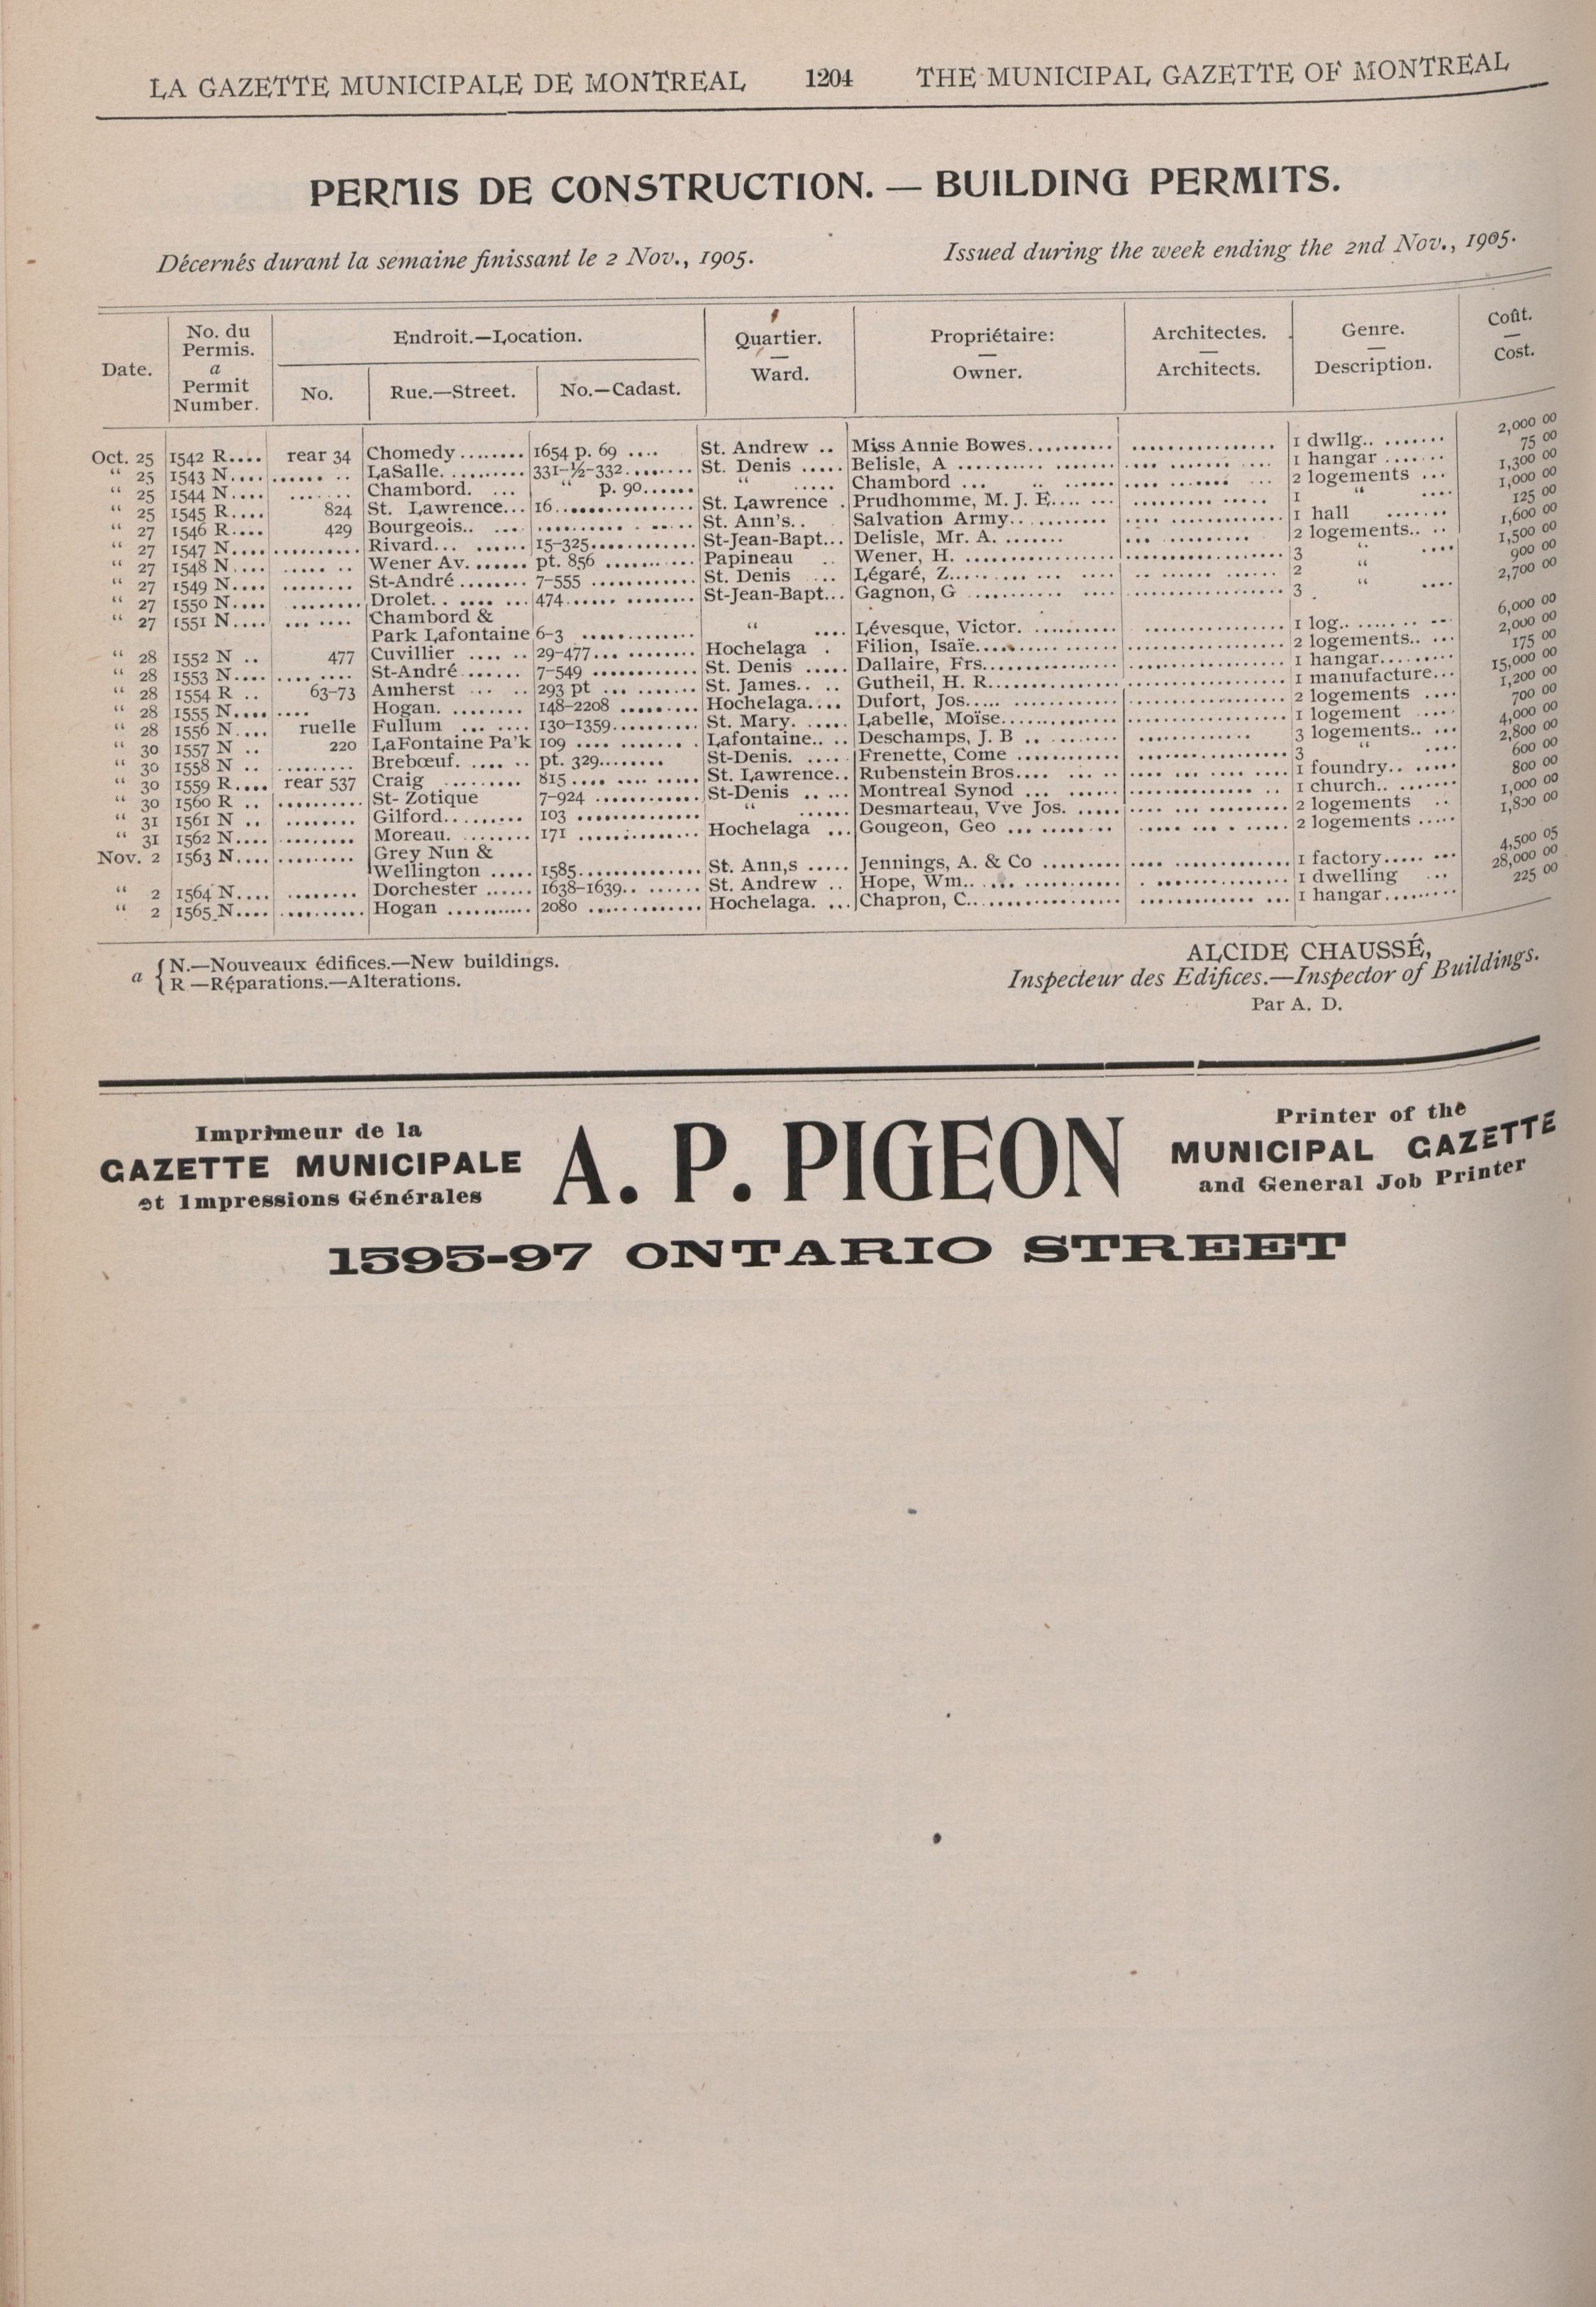 LA GAZETTE MUNICIPALE DE MONTREAL 1204 THE MUNICIPAL GAZETTE OF MONTREAL
PERMIS DE CONSTRUCTION. — BUILDING PERMITS.
Décernés durant la semaine finissant le 2 Nov., 1905. Issued during the week ending the 2nd Nov., 1905.
Date. No. du Permis. a Permit Number. Endroit.—Location. No. Rue.—Street. No.—Cadast. Quartier. — Ward. Propriétaire: — Owner. Architectes. — Architects. Genre. — Description. Coût. — Cost.
Oct. 25 1542 R.... rear 34 Chomedy........ 1654 p. 69 .... St. Andrew .. Miss Annie Bowes.......... 1 dwllg.. ....... 2,000 00
“ 25 1543 N.... LaSalle. .......... 331-½-332........ St. Denis ..... Belisle, A .......... 1 hangar ....... 75 00
“ 25 1544 N.... Chambord. ... “ p. 90...... “ ..... Chambord ... 2 logements ... 1,300 00
“ 25 1545 R.... 824 St. Lawrence... 16............... St. Lawrence . Prudhomme, M. J. E.... 1 “ .... 1,000 00
“ 27 1546 R.... 429 Bourgeois.. .... .......... St. Ann's.. Salvation Army.. .......... 1 hall ....... 125 00
“ 27 1547 N.... Rivard... ...... 15-325............ St-Jean-Bapt... Delisle, Mr. A. ....... 2 logements.. .. 1,600 00
“ 27 1548 N.... Wener Av. ...... pt. 856 .......... Papineau .. Wener, H. .......... 3 “ .... 1,500 00
“ 27 1549 N.... St-André ........ 7-555 ............ St. Denis ... Légaré, Z..... 2 “ 900 00
“ 27 1550 N.... Drolet. . .... ... 474...... ........ St-Jean-Bapt... Gagnon, G .......... 3 “ .... 2,700 00
“ 27 1551 N.... Chambord &
Park Lafontaine 6-3 ............. “ .... Lévesque, Victor. .......... 1 log.. ........ 6,000 00
“ 28 1552 N .. 477 Cuvillier .... .. 29-477... ........ Hochelaga . Filion, Isaïe..... 2 logements.. ... 2,000 00
“ 28 1553 N.... St-André ...... 7-549 ............ St. Denis ..... Dallaire, Frs.......... 1 hangar......... 175 00
“ 28 1554 R .. 63-73 Amherst ... .. 293 pt ... ....... St. James.. .. Gutheil, H. R.......... 1 manufacture... 15,000 00
“ 28 1555 N.... Hogan. ........ 148-2208 ......... Hochelaga.... Dufort, Jos..... 2 logements .... 1,200 00
“ 28 1556 N.... ruelle Fullum ... .... 130-1359.......... St. Mary. ..... Labelle, Moïse.......... 1 logement .... 700 00
“ 30 1557 N .. 220 LaFontaine Pa'k 109 .... ....... . Lafontaine.. .. Deschamps, J. B .. 3 logements.. ... 4,000 00
“ 30 1558 N .. Brebœuf. .... .. pt. 329........ St-Denis. ..... Frenette, Come .......... 3 “ .... 2,800 00
“ 30 1559 R.... rear 537 Craig ......... 815.... .... ..... St. Lawrence.. Rubenstein Bros.... 1 foundry.. ..... 600 00
“ 30 1560 R .. St- Zotique 7-924 ............ St-Denis .. ... Montreal Synod ... 1 church.. ....... 800 00
“ 31 1561 N .. Gilford......... 103 ............. “ ...... Desmarteau, Vve Jos. ..... 2 logements .. 1,000 00
“ 31 1562 N.... Moreau. ........ 171 ............. Hochelaga ... Gougeon, Geo ... 2 logements ..... 1,800 00
Nov. 2 1563 N.... Grey Nun &
Wellington ..... 1585.............. St. Ann,s ..... Jennings, A. & Co .......... 1 factory..... ... 4,500 05
“ 2 1564 N.... Dorchester ...... 1638-1639.. ...... St. Andrew .. Hope, Wm.. .... 1 dwelling ... 28,000 00
“ 2 1565 N.... Hogan ........... 2080 ............. Hochelaga. ... Chapron, C... 1 hangar......... 225 00
a { N.—Nouveaux édifices.—New buildings.
R —Réparations.—Alterations.
ALCIDE CHAUSSÉ,
Inspecteur des Edifices.—Inspector of Buildings.
Par A. D.
Imprimeur de la
GAZETTE MUNICIPALE
et Impressions Générales
A. P. PIGEON
Printer of the
MUNICIPAL GAZETTE
and General Job Printer
1595-97 ONTARIO STREET